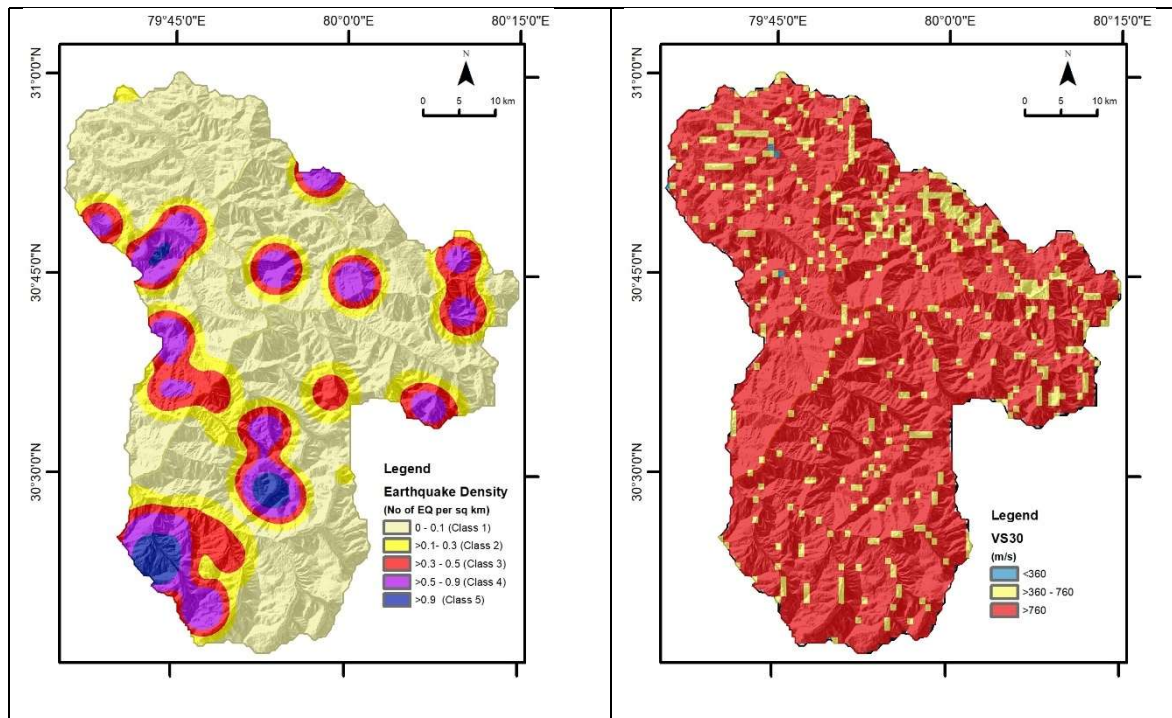 79°45'0"E 80°0'0"E 80°15'0"E
31°0'0"N
30°45'0"N
30°30'0"N
N
0 5 10 km
Legend
Earthquake Density
(No of EQ per sq km)
0 - 0.1 (Class 1)
>0.1- 0.3 (Class 2)
>0.3 - 0.5 (Class 3)
>0.5 - 0.9 (Class 4)
>0.9 (Class 5)
79°45'0"E 80°0'0"E 80°15'0"E
31°0'0"N
30°45'0"N
30°30'0"N
N
0 5 10 km
Legend
VS30
(m/s)
<360
>360 - 760
>760